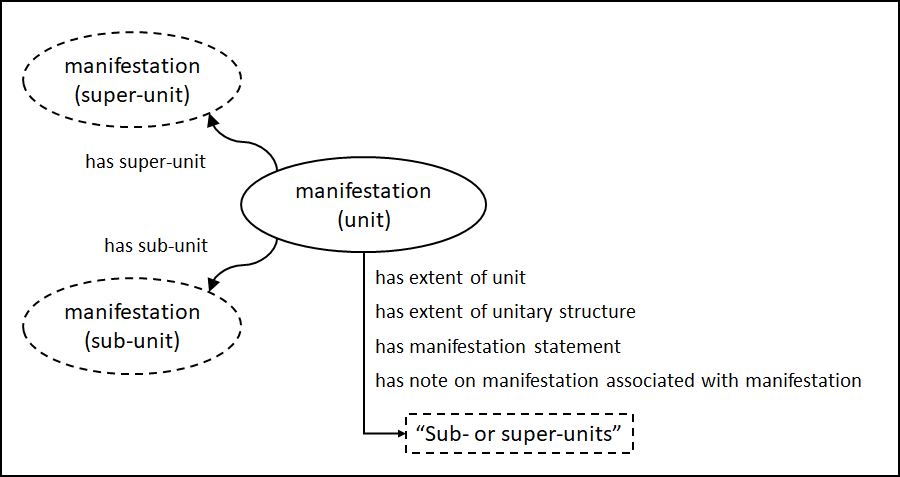 manifestation
(super-unit)
has super-unit
manifestation
(unit)
has sub-unit
manifestation
(sub-unit)
has extent of unit
has extent of unitary structure
has manifestation statement
has note on manifestation associated with manifestation
“Sub- or super-units”